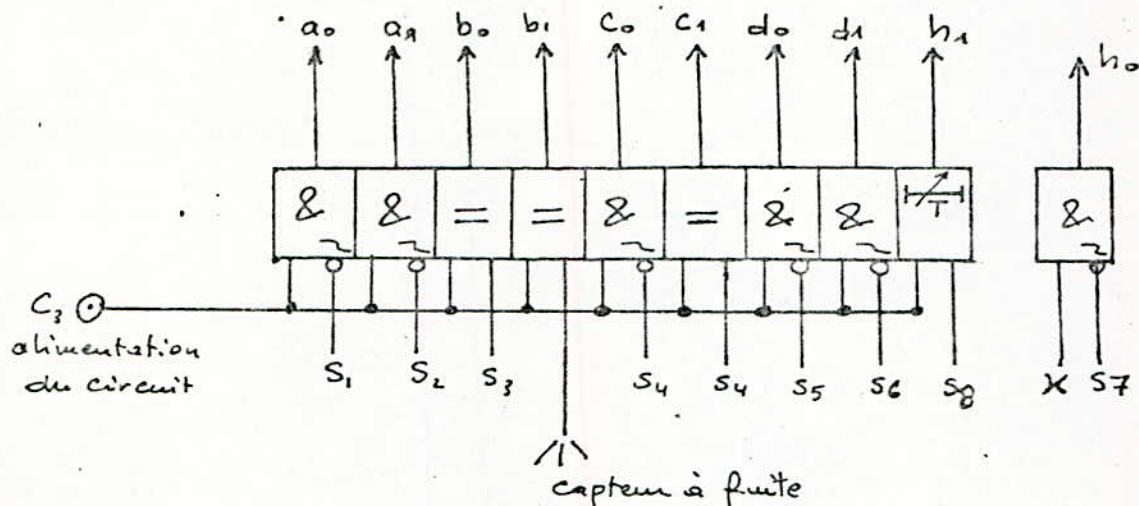 a₀ a₁ b₀ b₁ c₀ c₁ d₀ d₁ h₁ h₀
& & = = & = & & T &
C₃
alimentation
du circuit
S₁ S₂ S₃ S₄ S₄ S₅ S₆ S₈ x S₇
capteur à fuite